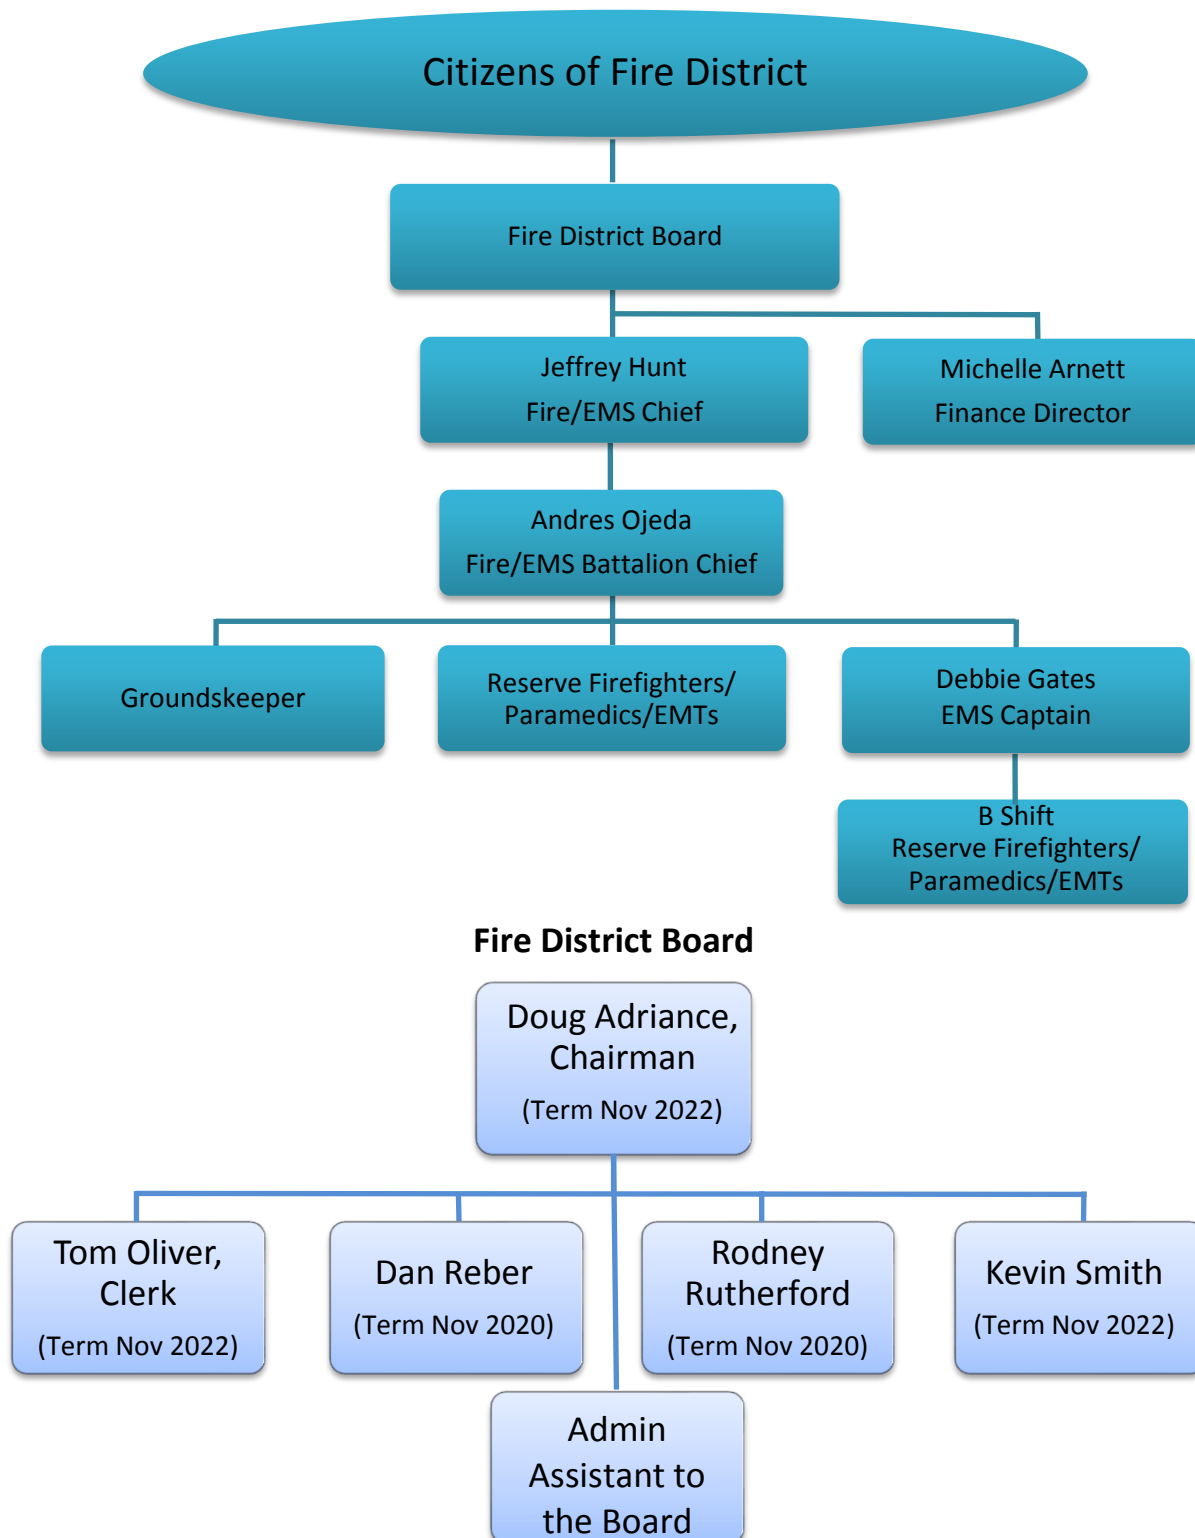 Citizens of Fire District
Fire District Board
Jeffrey Hunt
Fire/EMS Chief
Michelle Arnett
Finance Director
Andres Ojeda
Fire/EMS Battalion Chief
Groundskeeper
Reserve Firefighters/
Paramedics/EMTs
Debbie Gates
EMS Captain
B Shift
Reserve Firefighters/
Paramedics/EMTs
Fire District Board
Doug Adriance,
Chairman
(Term Nov 2022)
Tom Oliver,
Clerk
(Term Nov 2022)
Dan Reber
(Term Nov 2020)
Rodney
Rutherford
(Term Nov 2020)
Kevin Smith
(Term Nov 2022)
Admin
Assistant to
the Board